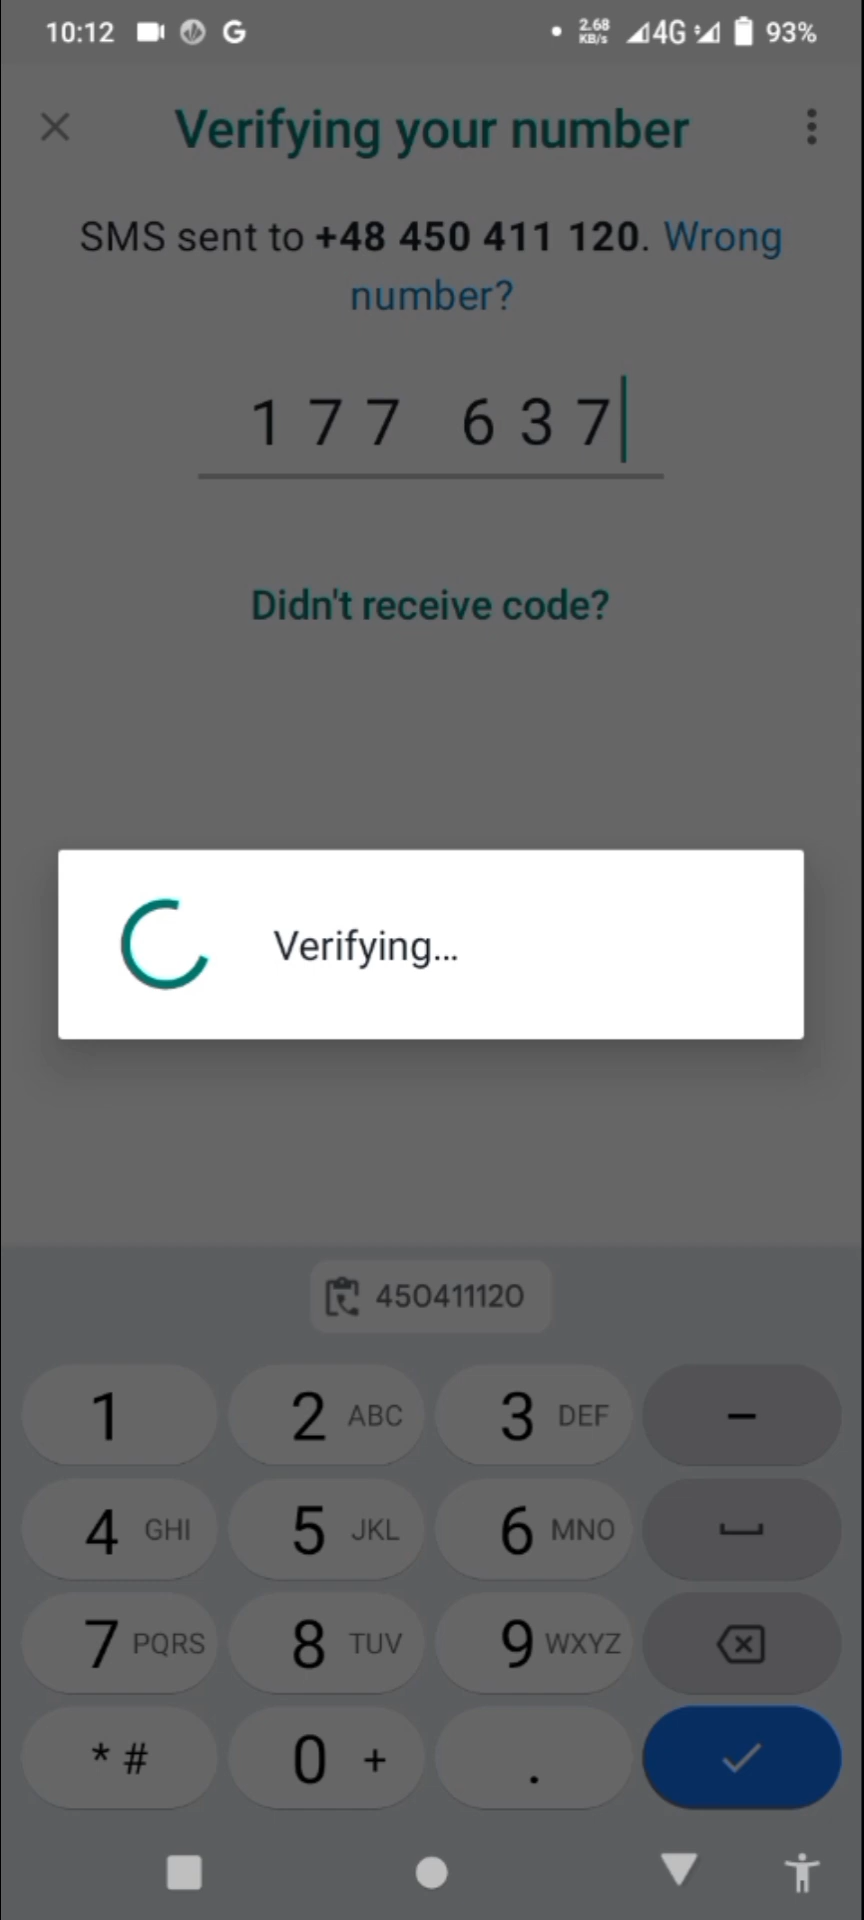 10:12 G 2.68 KB/s 4G 93%
Verifying your number
SMS sent to +48 450 411 120. Wrong
number?
177 637
Didn't receive code?
Verifying...
450411120
1 2 ABC 3 DEF –
4 GHI 5 JKL 6 MNO
7 PQRS 8 TUV 9 WXYZ
* # 0 + .